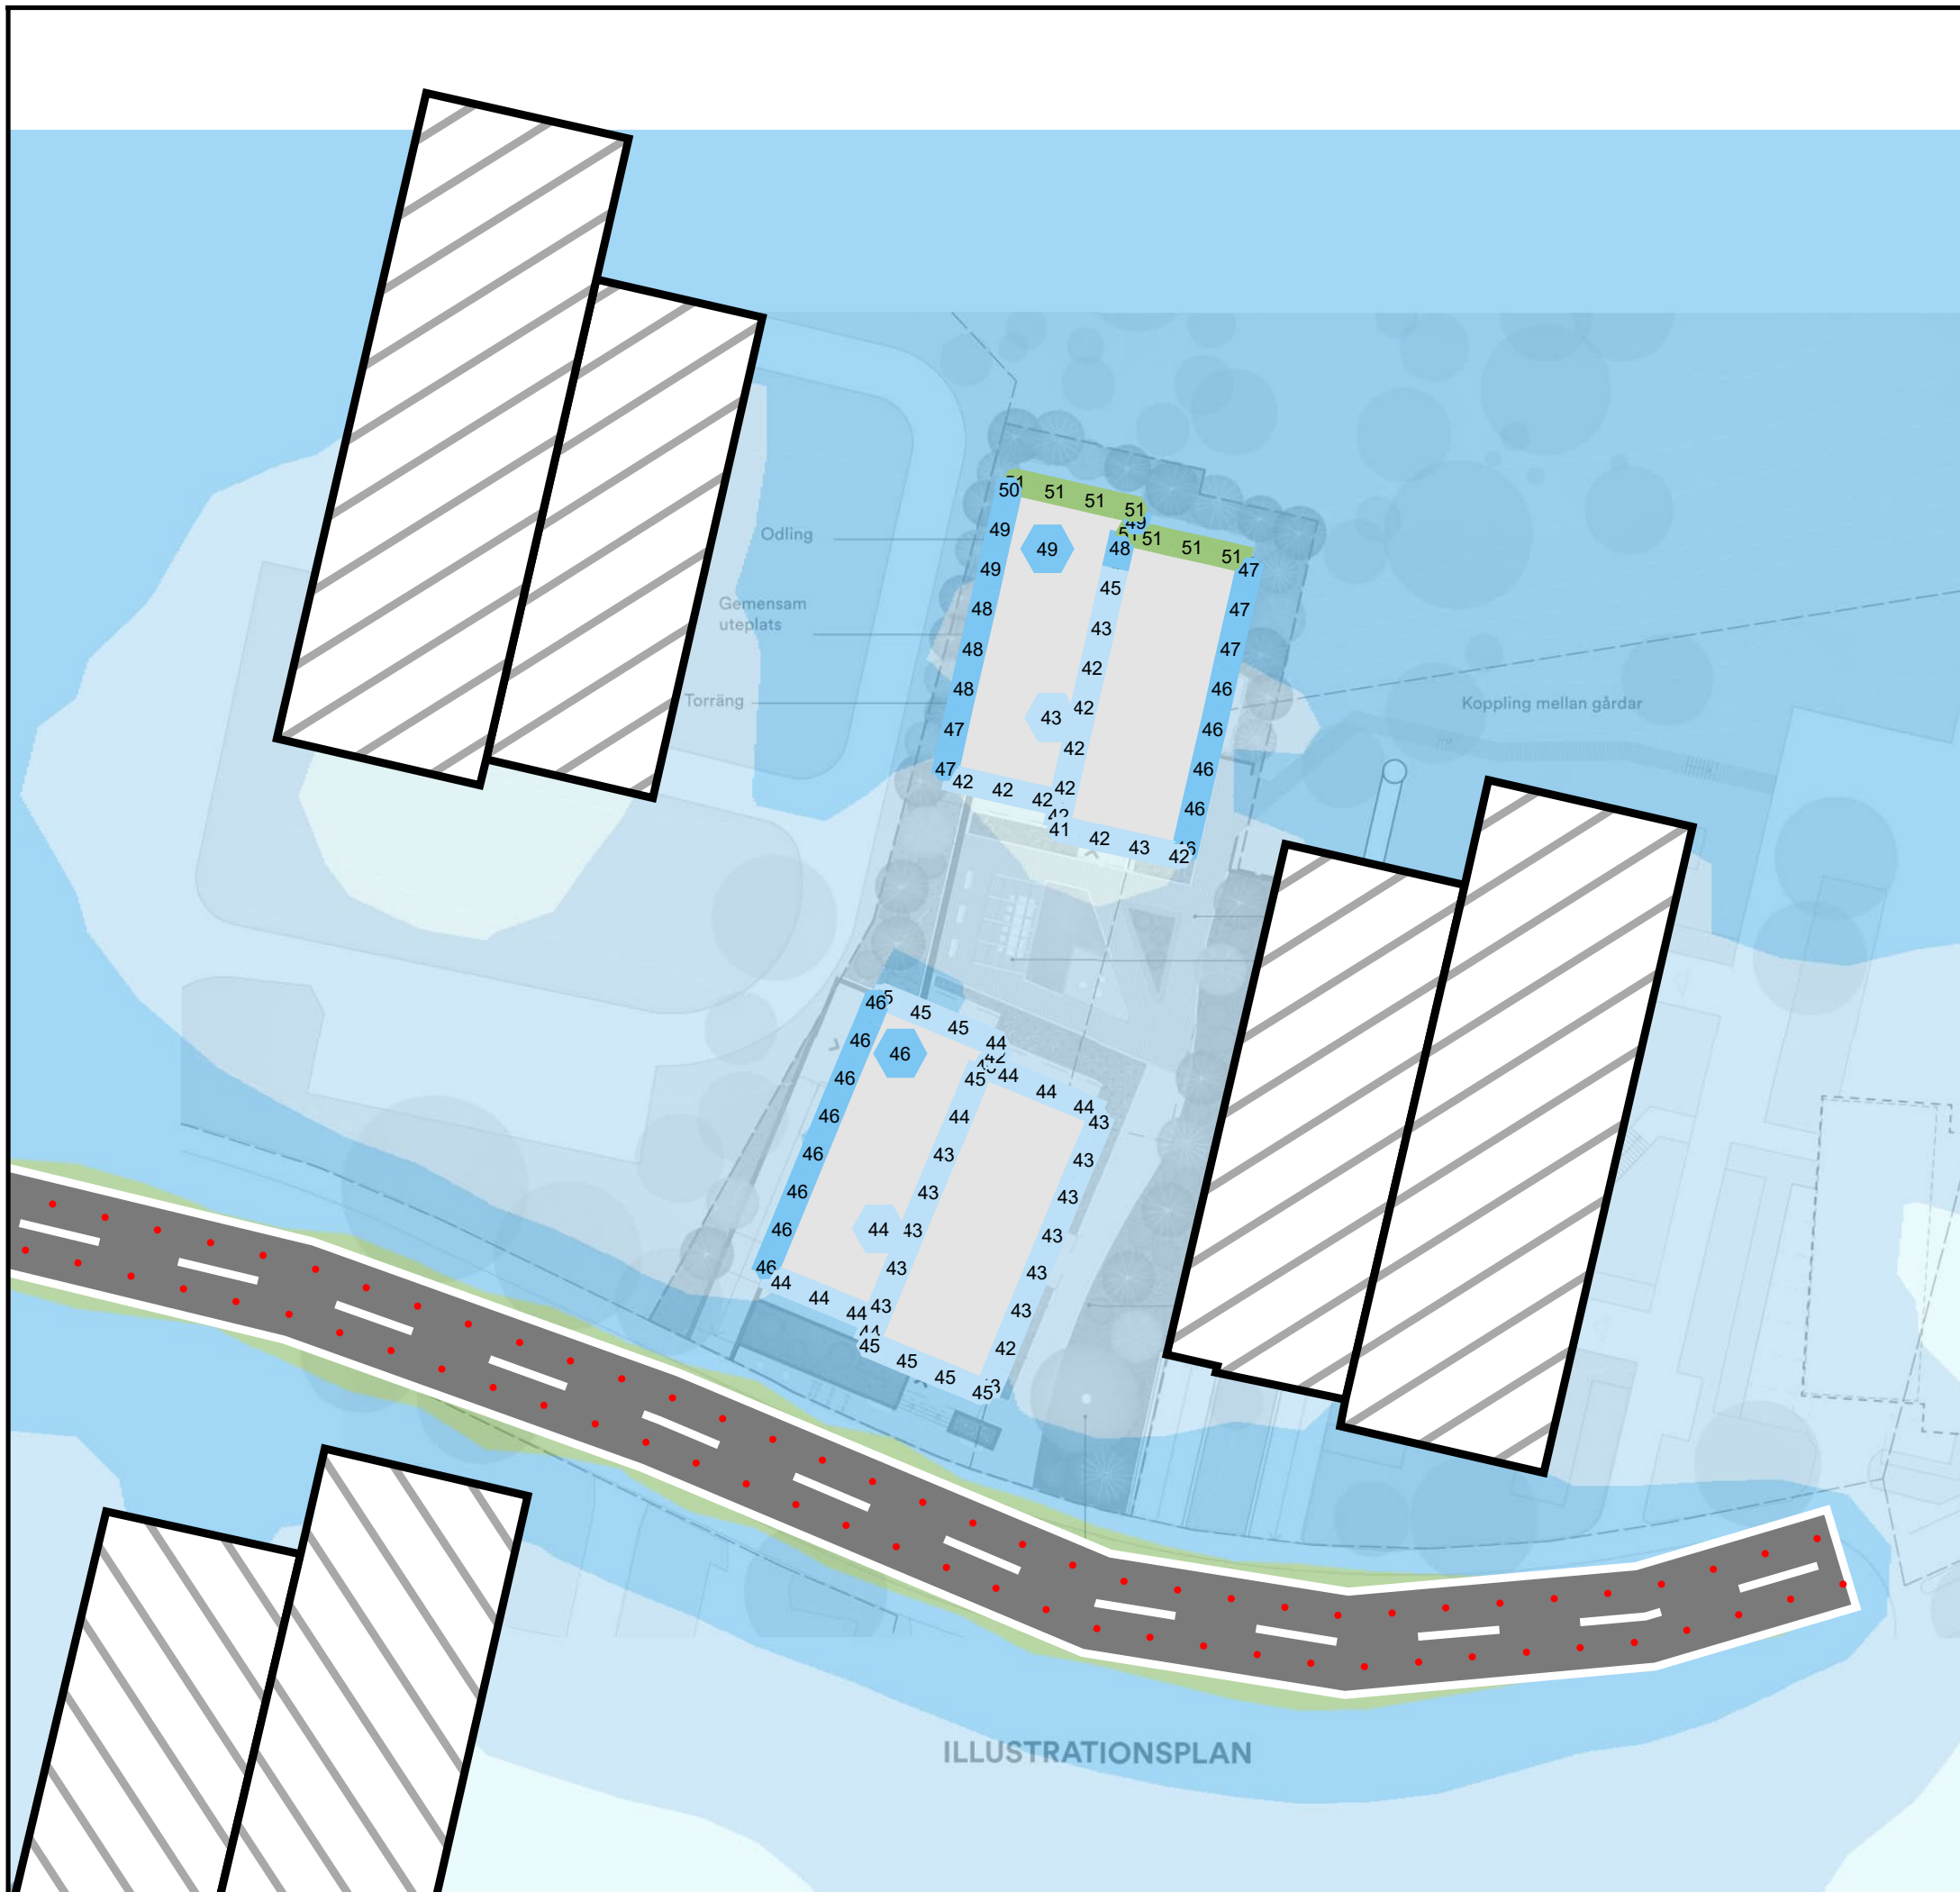 50 51 51 51
49 49
48 51 51 51
49
49 47
45
48 47
43
48 47
42
48 46
43 42
47 46
42
47 46
42 42 42 42 46
41 42 43 42
Odling
Gemensam
uteplats
Torräng
Koppling mellan gårdar
46 45 45 44
46 42
46 45 44 44 44
43
46 44
46 43 43
46 43 43
46 44 43 43
46 43 43
44 44 44 43 43
45 45 45 45 42
ILLUSTRATIONSPLAN